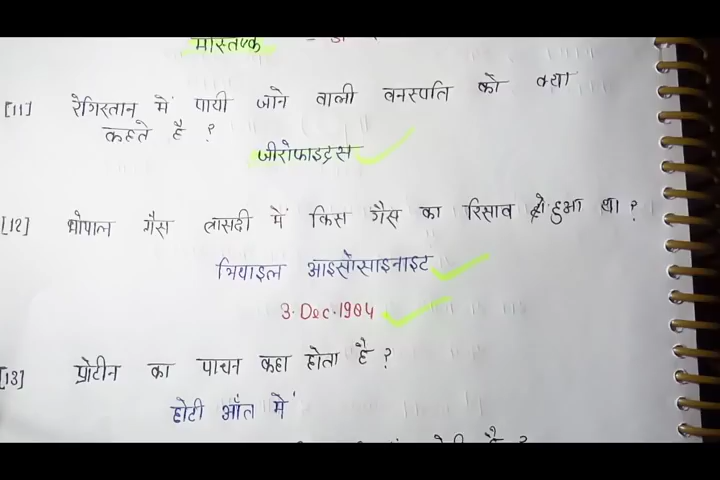 मस्तिष्क -
[11] रेगिस्तान में पायी जाने वाली वनस्पति को क्या
कहते है ?
जीरोफाइट्स
[12] भोपाल गैस त्रासदी में किस गैस का रिसाव हुआ था ?
मिथाइल आइसोसाइनाइट
3. Dec. 1984
[13] प्रोटीन का पाचन कहा होता है ?
छोटी आँत में